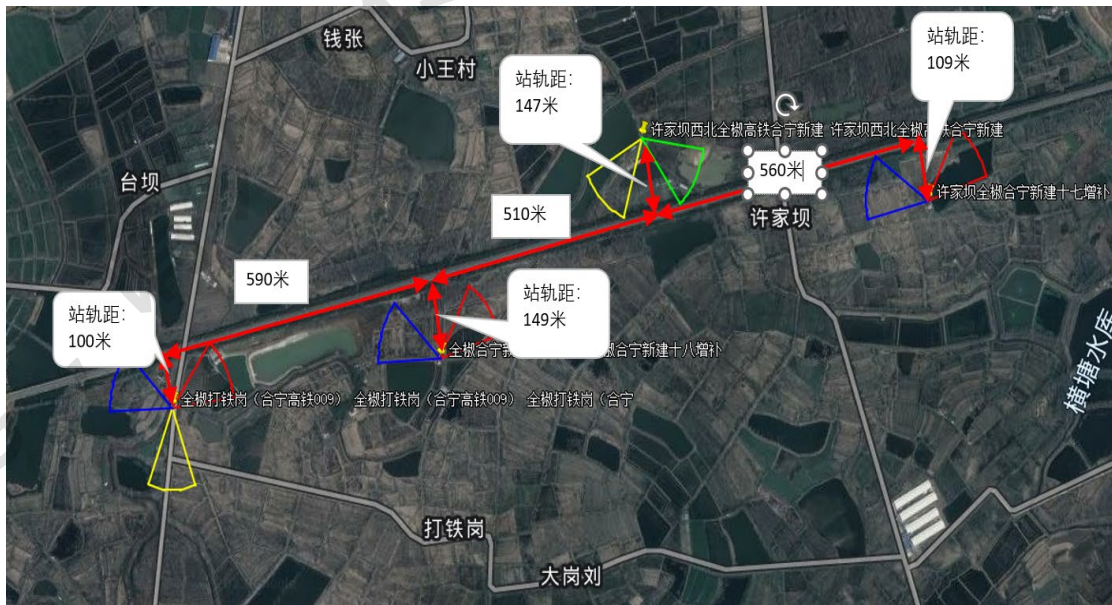 钱张
小王村
站轨距：
147米
站轨距：
109米
许家坝西北全椒高铁合宁新建 许家坝西北全椒高铁合宁新建
台坝
560米
许家坝全椒合宁新建十七增补
510米
许家坝
590米
站轨距：
149米
站轨距：
100米
全椒合宁新
合宁新建十八增补
全椒打铁岗（合宁高铁009） 全椒打铁岗（合宁高铁009） 全椒打铁岗（合宁
横塘水库
打铁岗
大岗刘